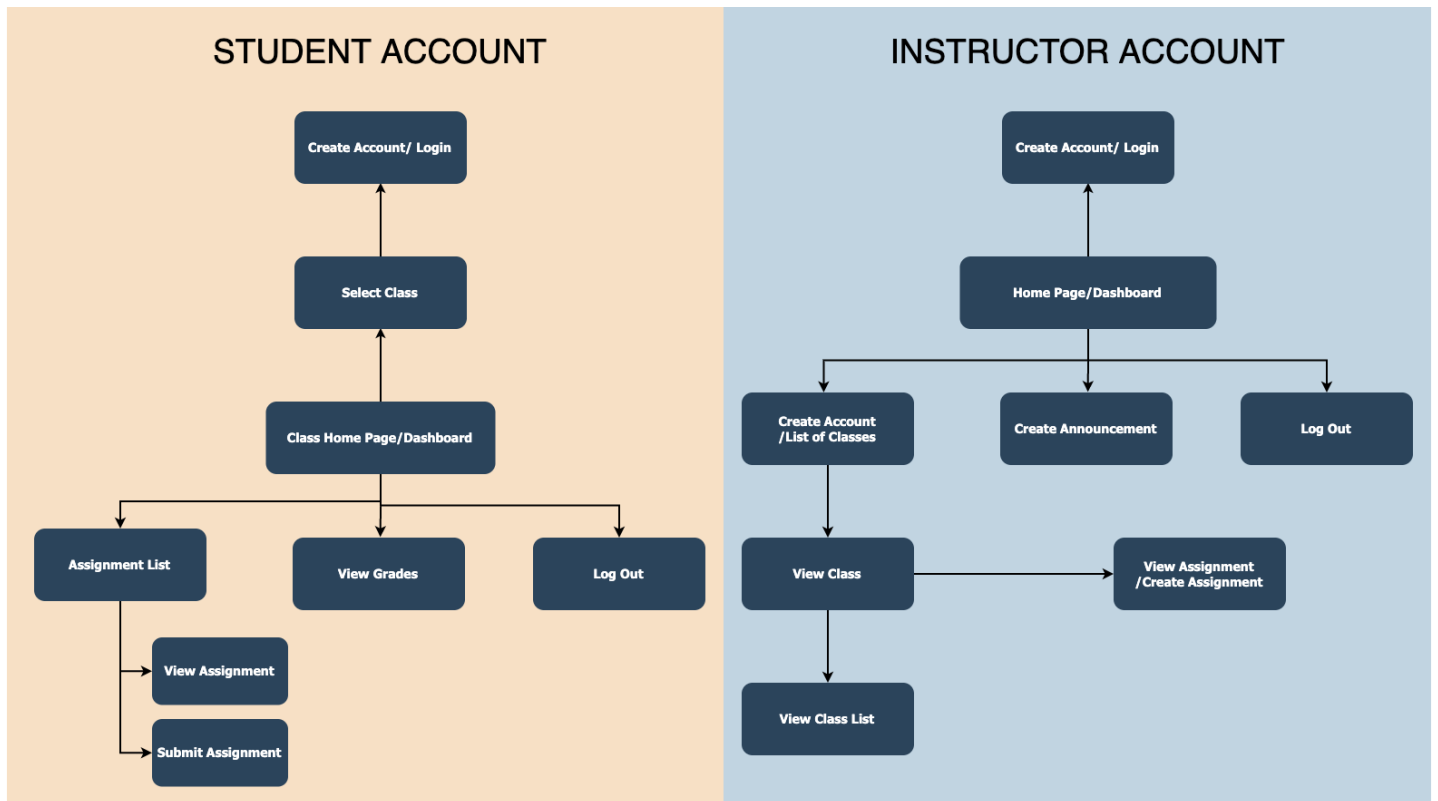 STUDENT ACCOUNT
Create Account/ Login
Select Class
Class Home Page/Dashboard
Assignment List
View Grades
Log Out
View Assignment
Submit Assignment
INSTRUCTOR ACCOUNT
Create Account/ Login
Home Page/Dashboard
Create Account
/List of Classes
Create Announcement
Log Out
View Class
View Assignment
/Create Assignment
View Class List